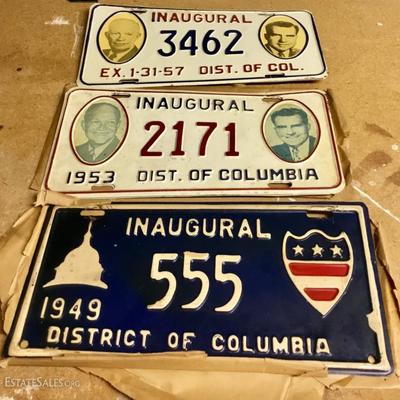 INAUGURAL
3462
EX. 1-31-57 DIST. OF COL.
INAUGURAL
2171
1953 DIST. OF COLUMBIA
INAUGURAL
555
1949
DISTRICT OF COLUMBIA
ESTATESALES.ORG